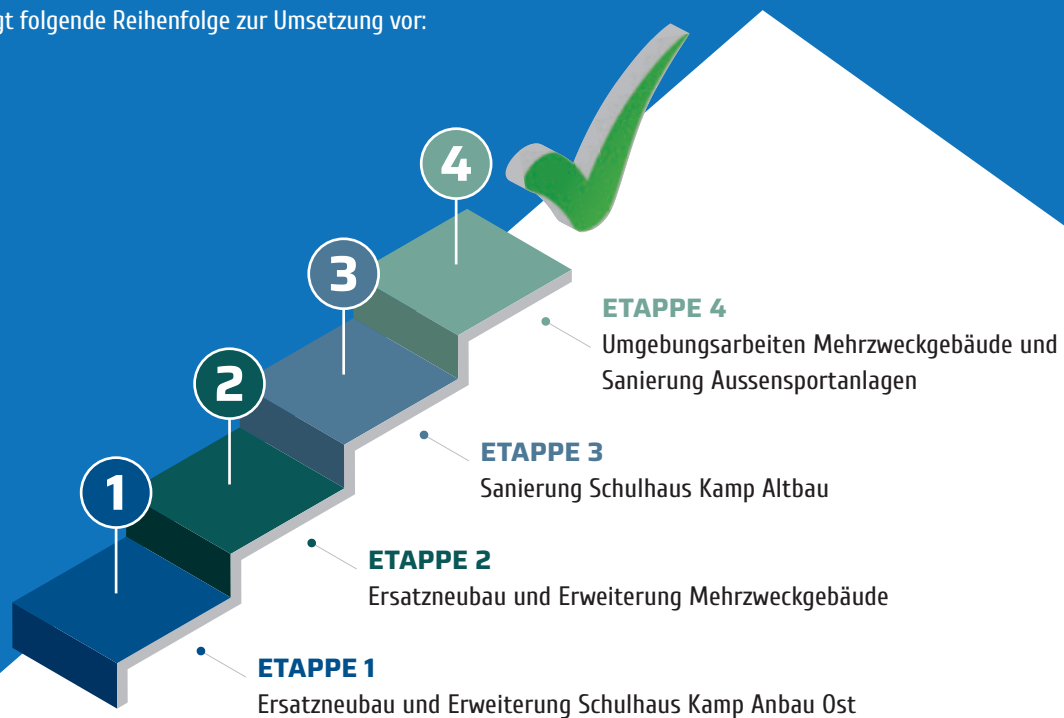 folgende Reihenfolge zur Umsetzung vor:
4
3
2
1
ETAPPE 4
Umgebungsarbeiten Mehrzweckgebäude und
Sanierung Aussensportanlagen
ETAPPE 3
Sanierung Schulhaus Kamp Altbau
ETAPPE 2
Ersatzneubau und Erweiterung Mehrzweckgebäude
ETAPPE 1
Ersatzneubau und Erweiterung Schulhaus Kamp Anbau Ost